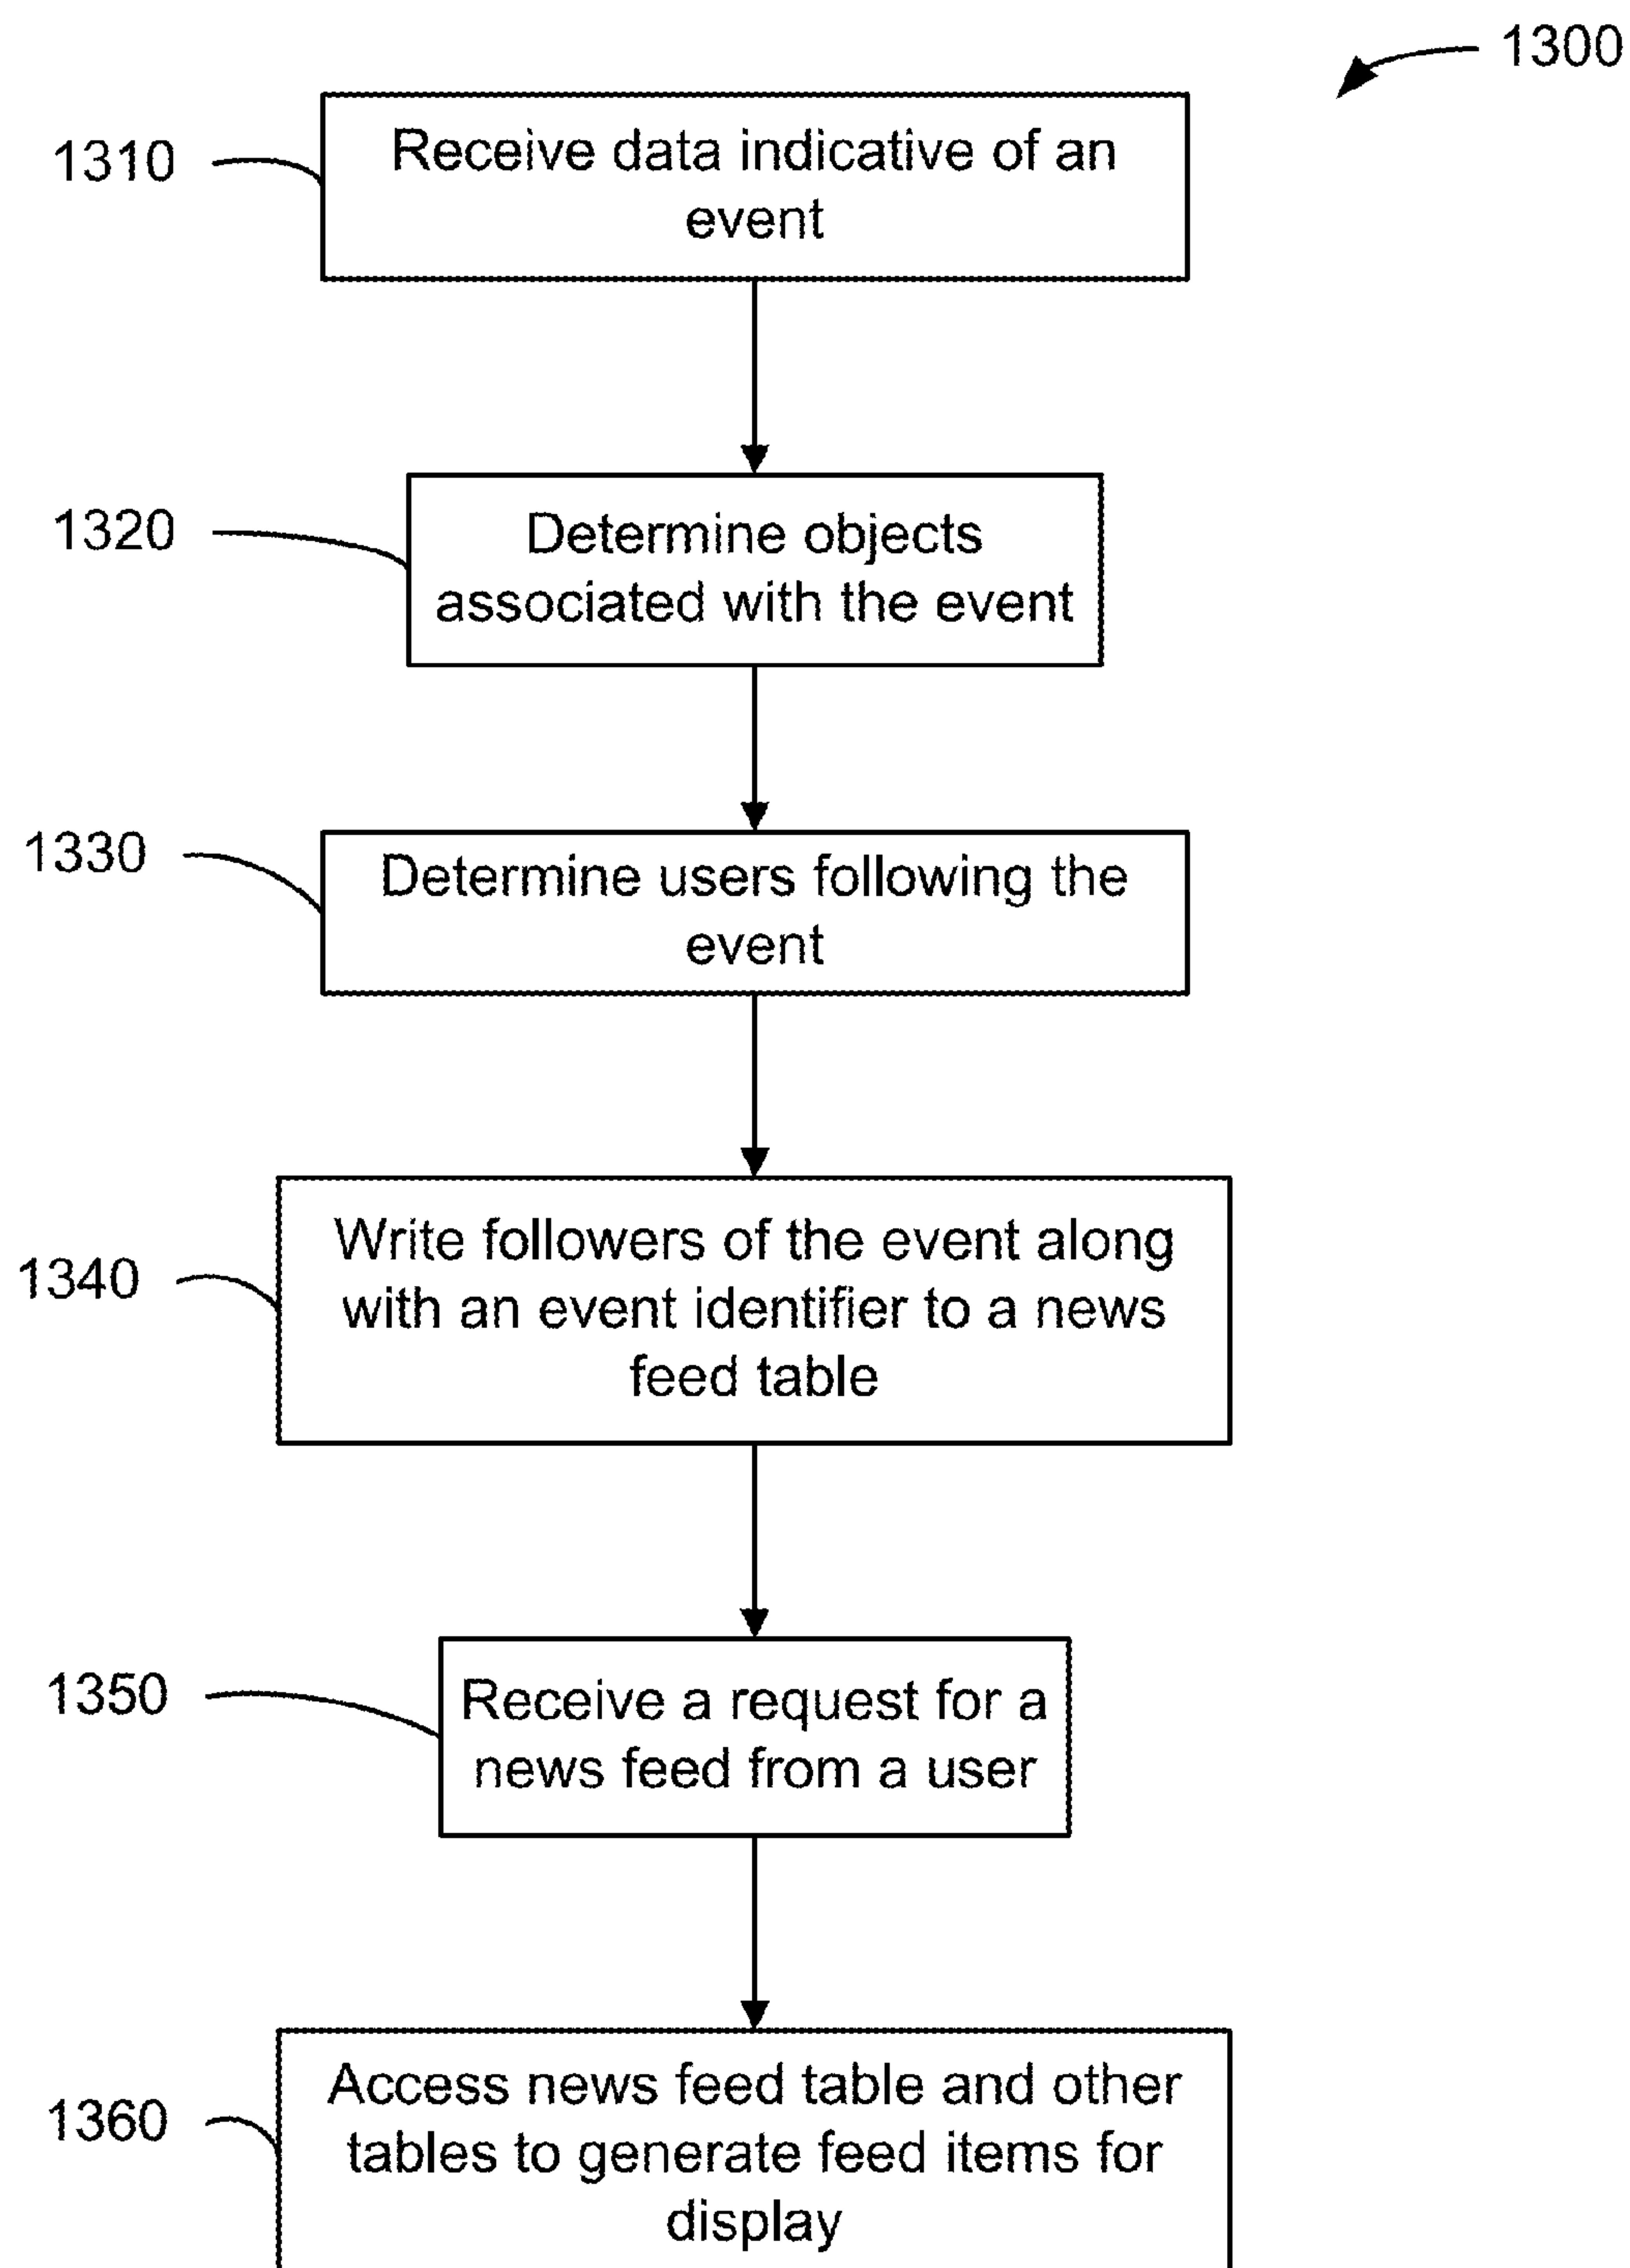 1300
1310
Receive data indicative of an
event
1320
Determine objects
associated with the event
1330
Determine users following the
event
1340
Write followers of the event along
with an event identifier to a news
feed table
1350
Receive a request for a
news feed from a user
1360
Access news feed table and other
tables to generate feed items for
display